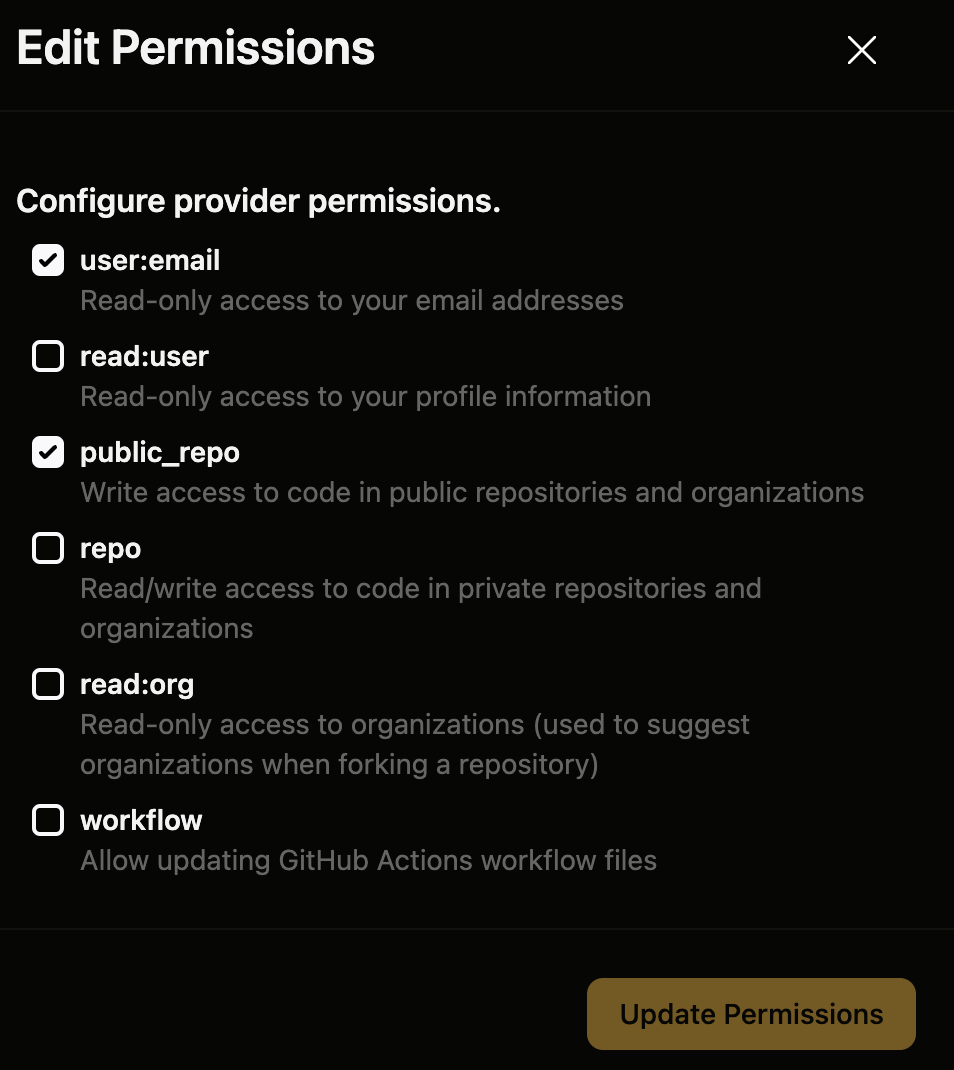 Edit Permissions
Configure provider permissions.
user:email
Read-only access to your email addresses
read:user
Read-only access to your profile information
public_repo
Write access to code in public repositories and organizations
repo
Read/write access to code in private repositories and
organizations
read:org
Read-only access to organizations (used to suggest
organizations when forking a repository)
workflow
Allow updating GitHub Actions workflow files
Update Permissions